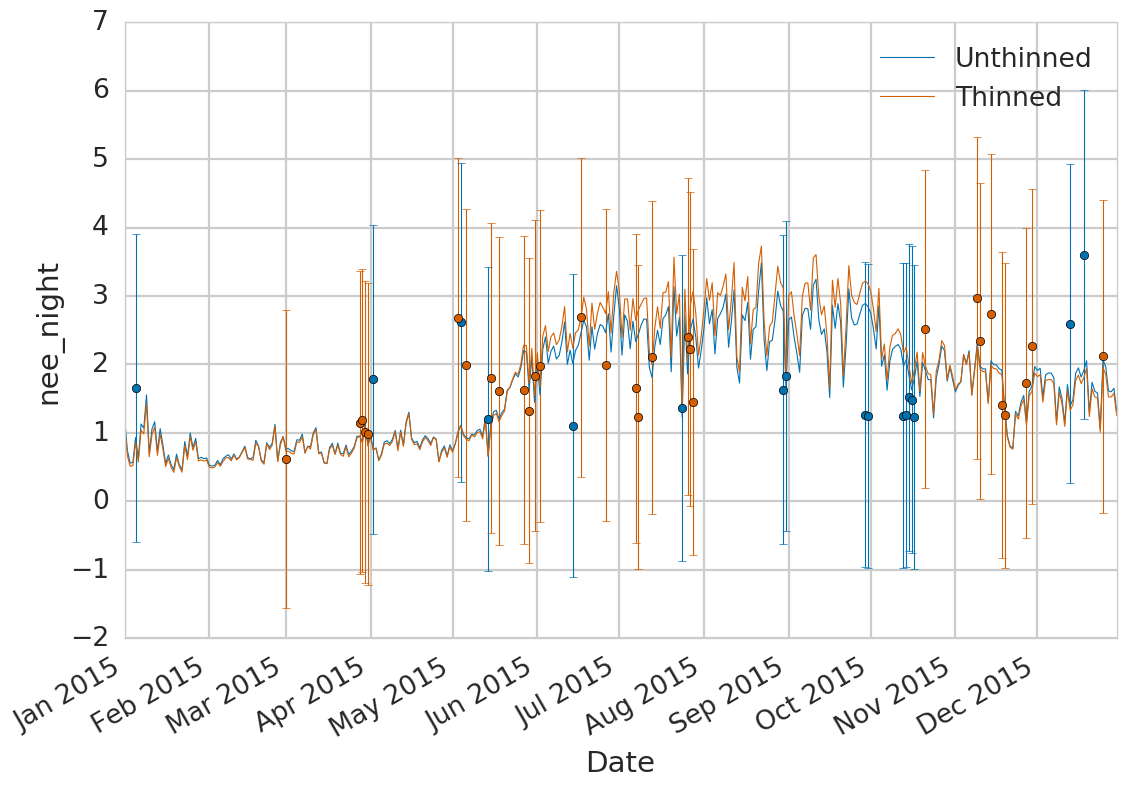 7
6
5
4
3
2
1
0
−1
−2
nee_night
Unthinned
Thinned
Jan 2015
Feb 2015
Mar 2015
Apr 2015
May 2015
Jun 2015
Jul 2015
Aug 2015
Sep 2015
Oct 2015
Nov 2015
Dec 2015
Date